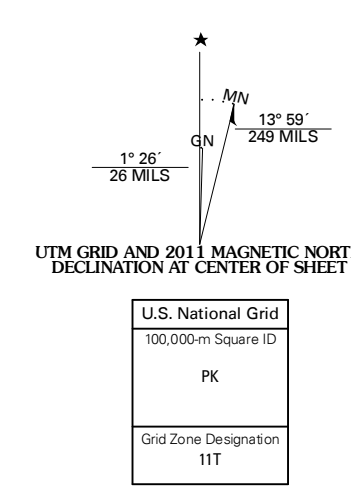 MN
13° 59´
249 MILS
GN
1° 26´
26 MILS
UTM GRID AND 2011 MAGNETIC NORT
DECLINATION AT CENTER OF SHEET
U.S. National Grid
100,000-m Square ID
PK
Grid Zone Designation
11T